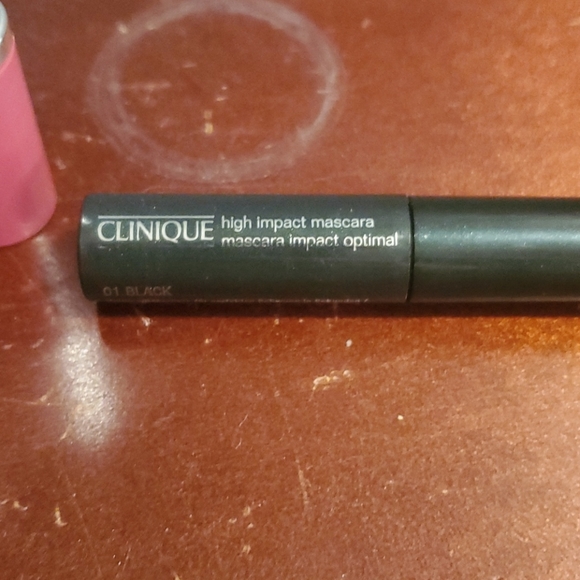 CLINIQUE high impact mascara
mascara impact optimal
01 BLACK